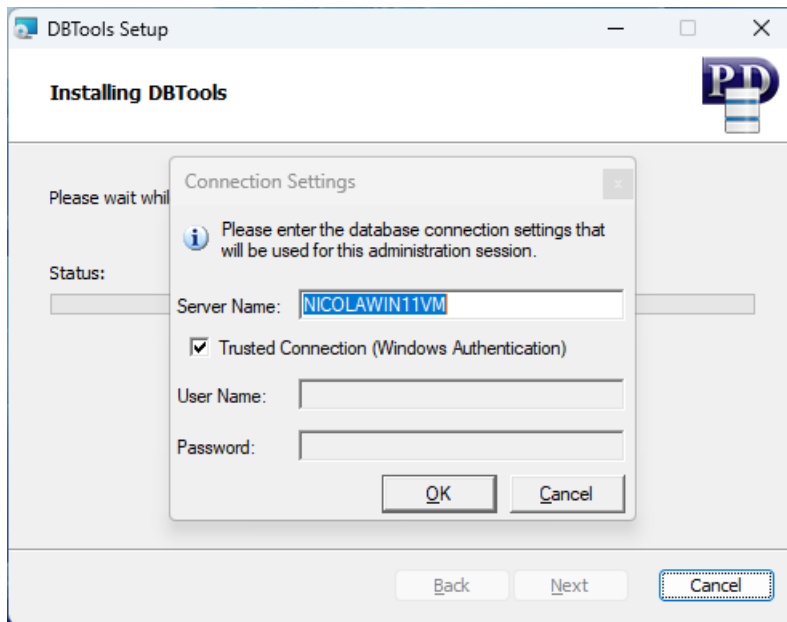 DBTools Setup
Installing DBTools
PD
Please wait whil
Connection Settings
x
Please enter the database connection settings that
will be used for this administration session.
Status:
Server Name: NICOLAWIN11VM
Trusted Connection (Windows Authentication)
User Name:
Password:
OK Cancel
Back Next Cancel